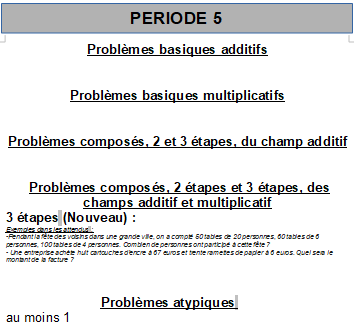 PERIODE 5
Problèmes basiques additifs
Problèmes basiques multiplicatifs
Problèmes composés, 2 et 3 étapes, du champ additif
Problèmes composés, 2 étapes et 3 étapes, des
champs additif et multiplicatif
3 étapes (Nouveau) :
Exemples dans les attendus :
-Pendant la fête des voisins dans une grande ville, on a compté 80 tables de 20 personnes, 60 tables de 6
personnes, 100 tables de 4 personnes. Combien de personnes ont participé à cette fête ?
- Une entreprise achète huit cartouches d'encre à 67 euros et trente ramettes de papier à 6 euros. Quel sera le
montant de la facture ?
Problèmes atypiques
au moins 1